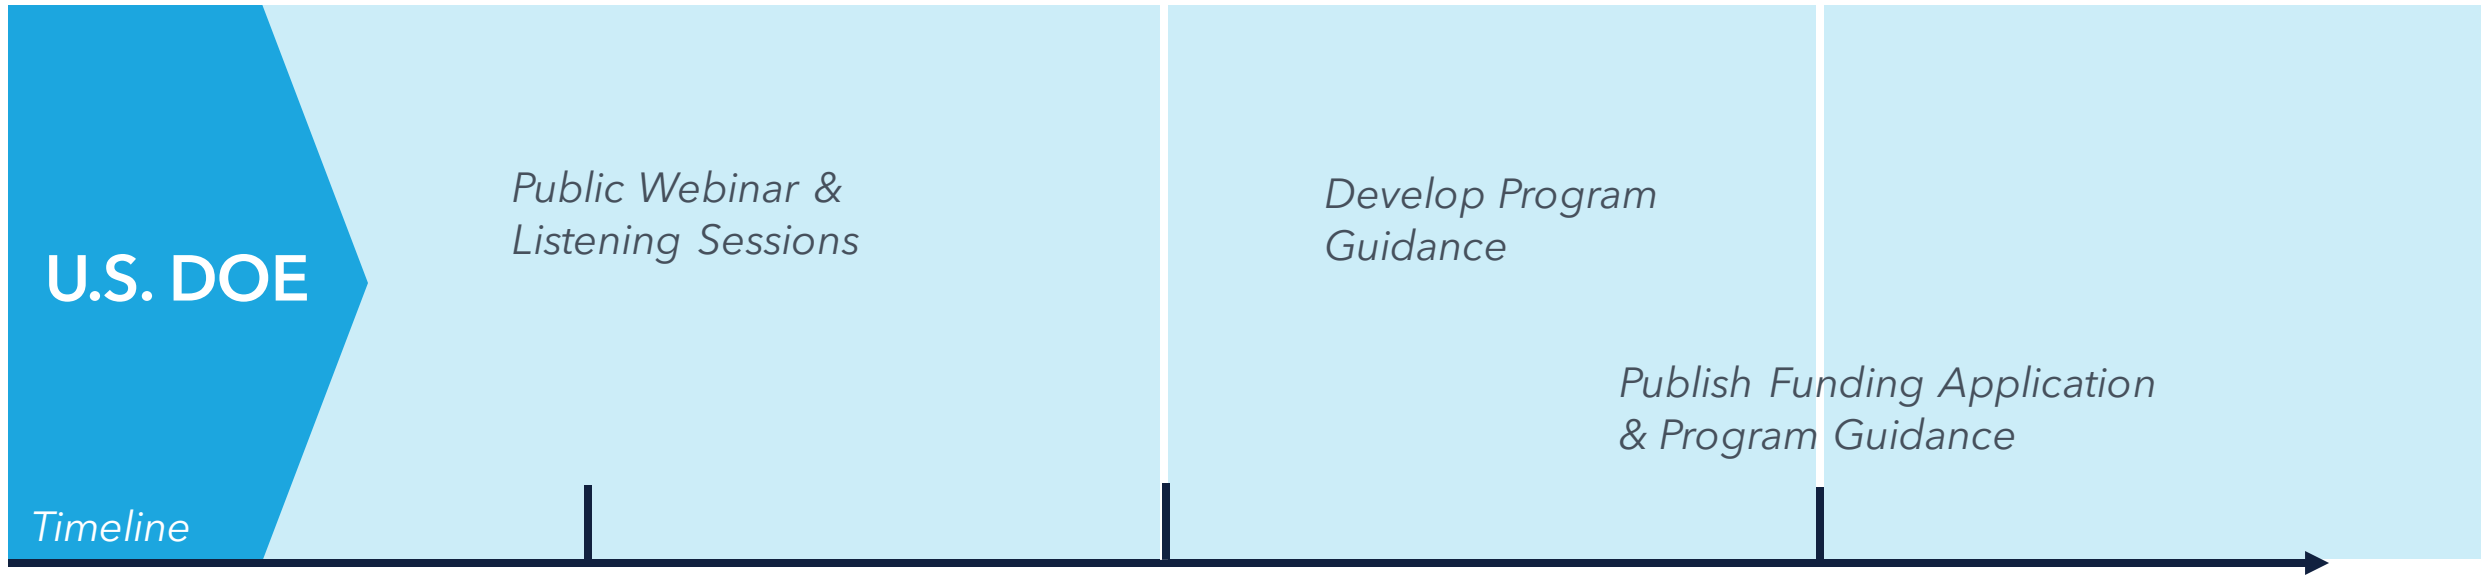 U.S. DOE
Timeline
Public Webinar &
Listening Sessions
Develop Program
Guidance
Publish Funding Application
& Program Guidance